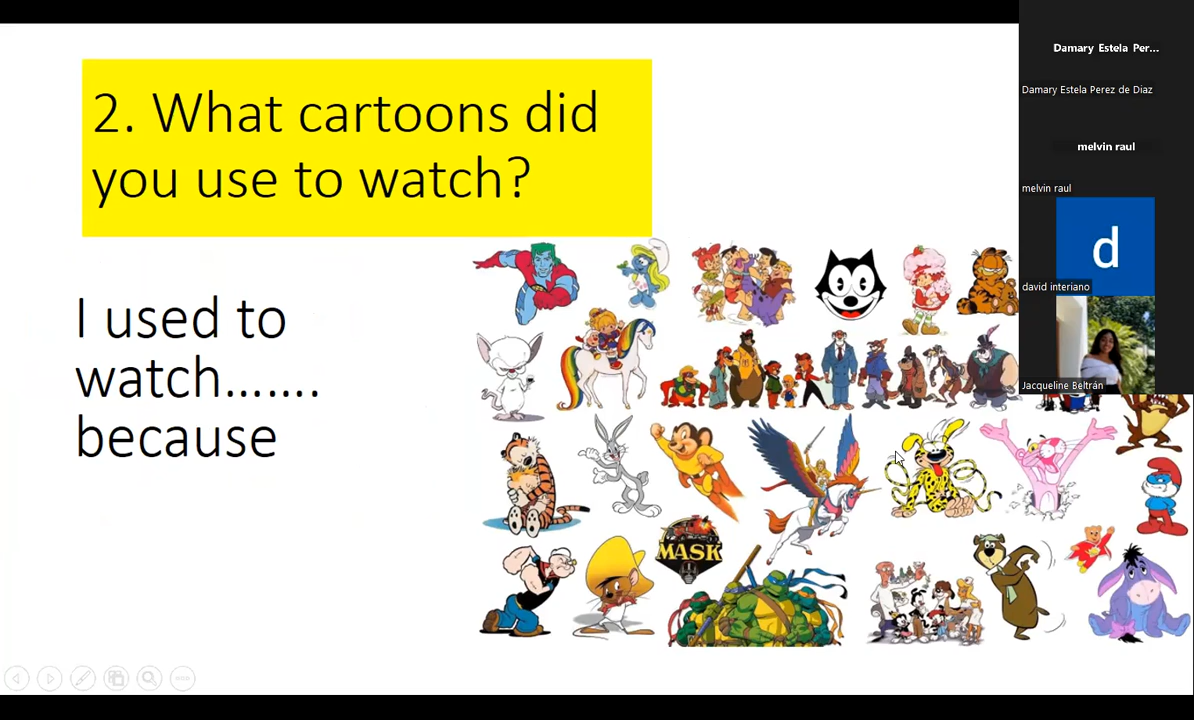 2. What cartoons did
you use to watch?
I used to
watch.......
because
MASK
Damary Estela Per...
Damary Estela Perez de Diaz
melvin raul
melvin raul
d
david interiano
Jacqueline Beltrán